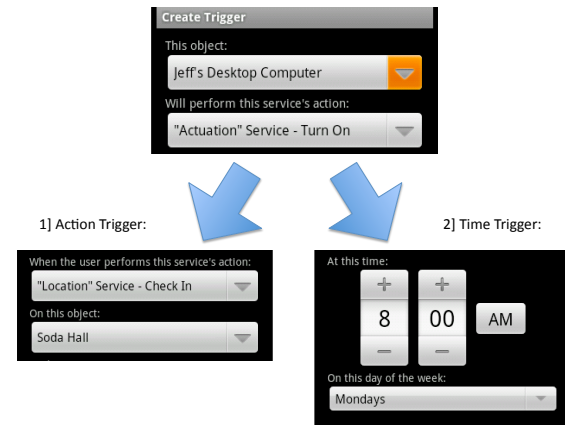 Create Trigger
This object:
Jeff's Desktop Computer
Will perform this service's action:
"Actuation" Service - Turn On
1] Action Trigger:
2] Time Trigger:
When the user performs this service's action:
"Location" Service - Check In
On this object:
Soda Hall
At this time:
+ +
8 00 AM
− −
On this day of the week:
Mondays